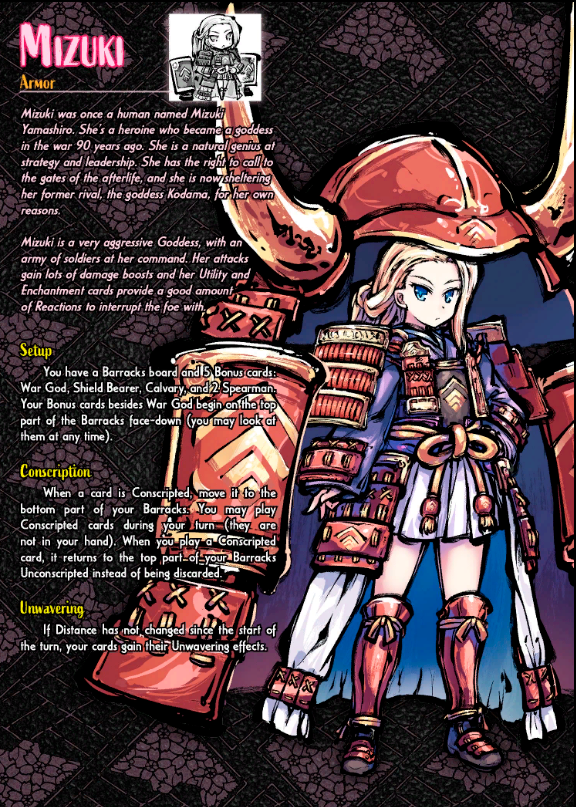 Mizuki
Armor
Mizuki was once a human named Mizuki
Yamashiro. She's a heroine who became a goddess
in the war 90 years ago. She is a natural genius at
strategy and leadership. She has the right to call to
the gates of the afterlife, and she is now sheltering
her former rival, the goddess Kodama, for her own
reasons.
Mizuki is a very aggressive Goddess, with an
army of soldiers at her command. Her attacks
gain lots of damage boosts and her Utility and
Enchantment cards provide a good amount
of Reactions to interrupt the foe with.
Setup
You have a Barracks board and 5 Bonus cards:
War God, Shield Bearer, Calvary, and 2 Spearman.
Your Bonus cards besides War God begin on the top
part of the Barracks face-down (you may look at
them at any time).
Conscription
When a card is Conscripted, move it to the
bottom part of your Barracks. You may play
Conscripted cards during your turn (they are
not in your hand). When you play a Conscripted
card, it returns to the top part of your Barracks
Unconscripted instead of being discarded.
Unwavering
If Distance has not changed since the start of
the turn, your cards gain their Unwavering effects.